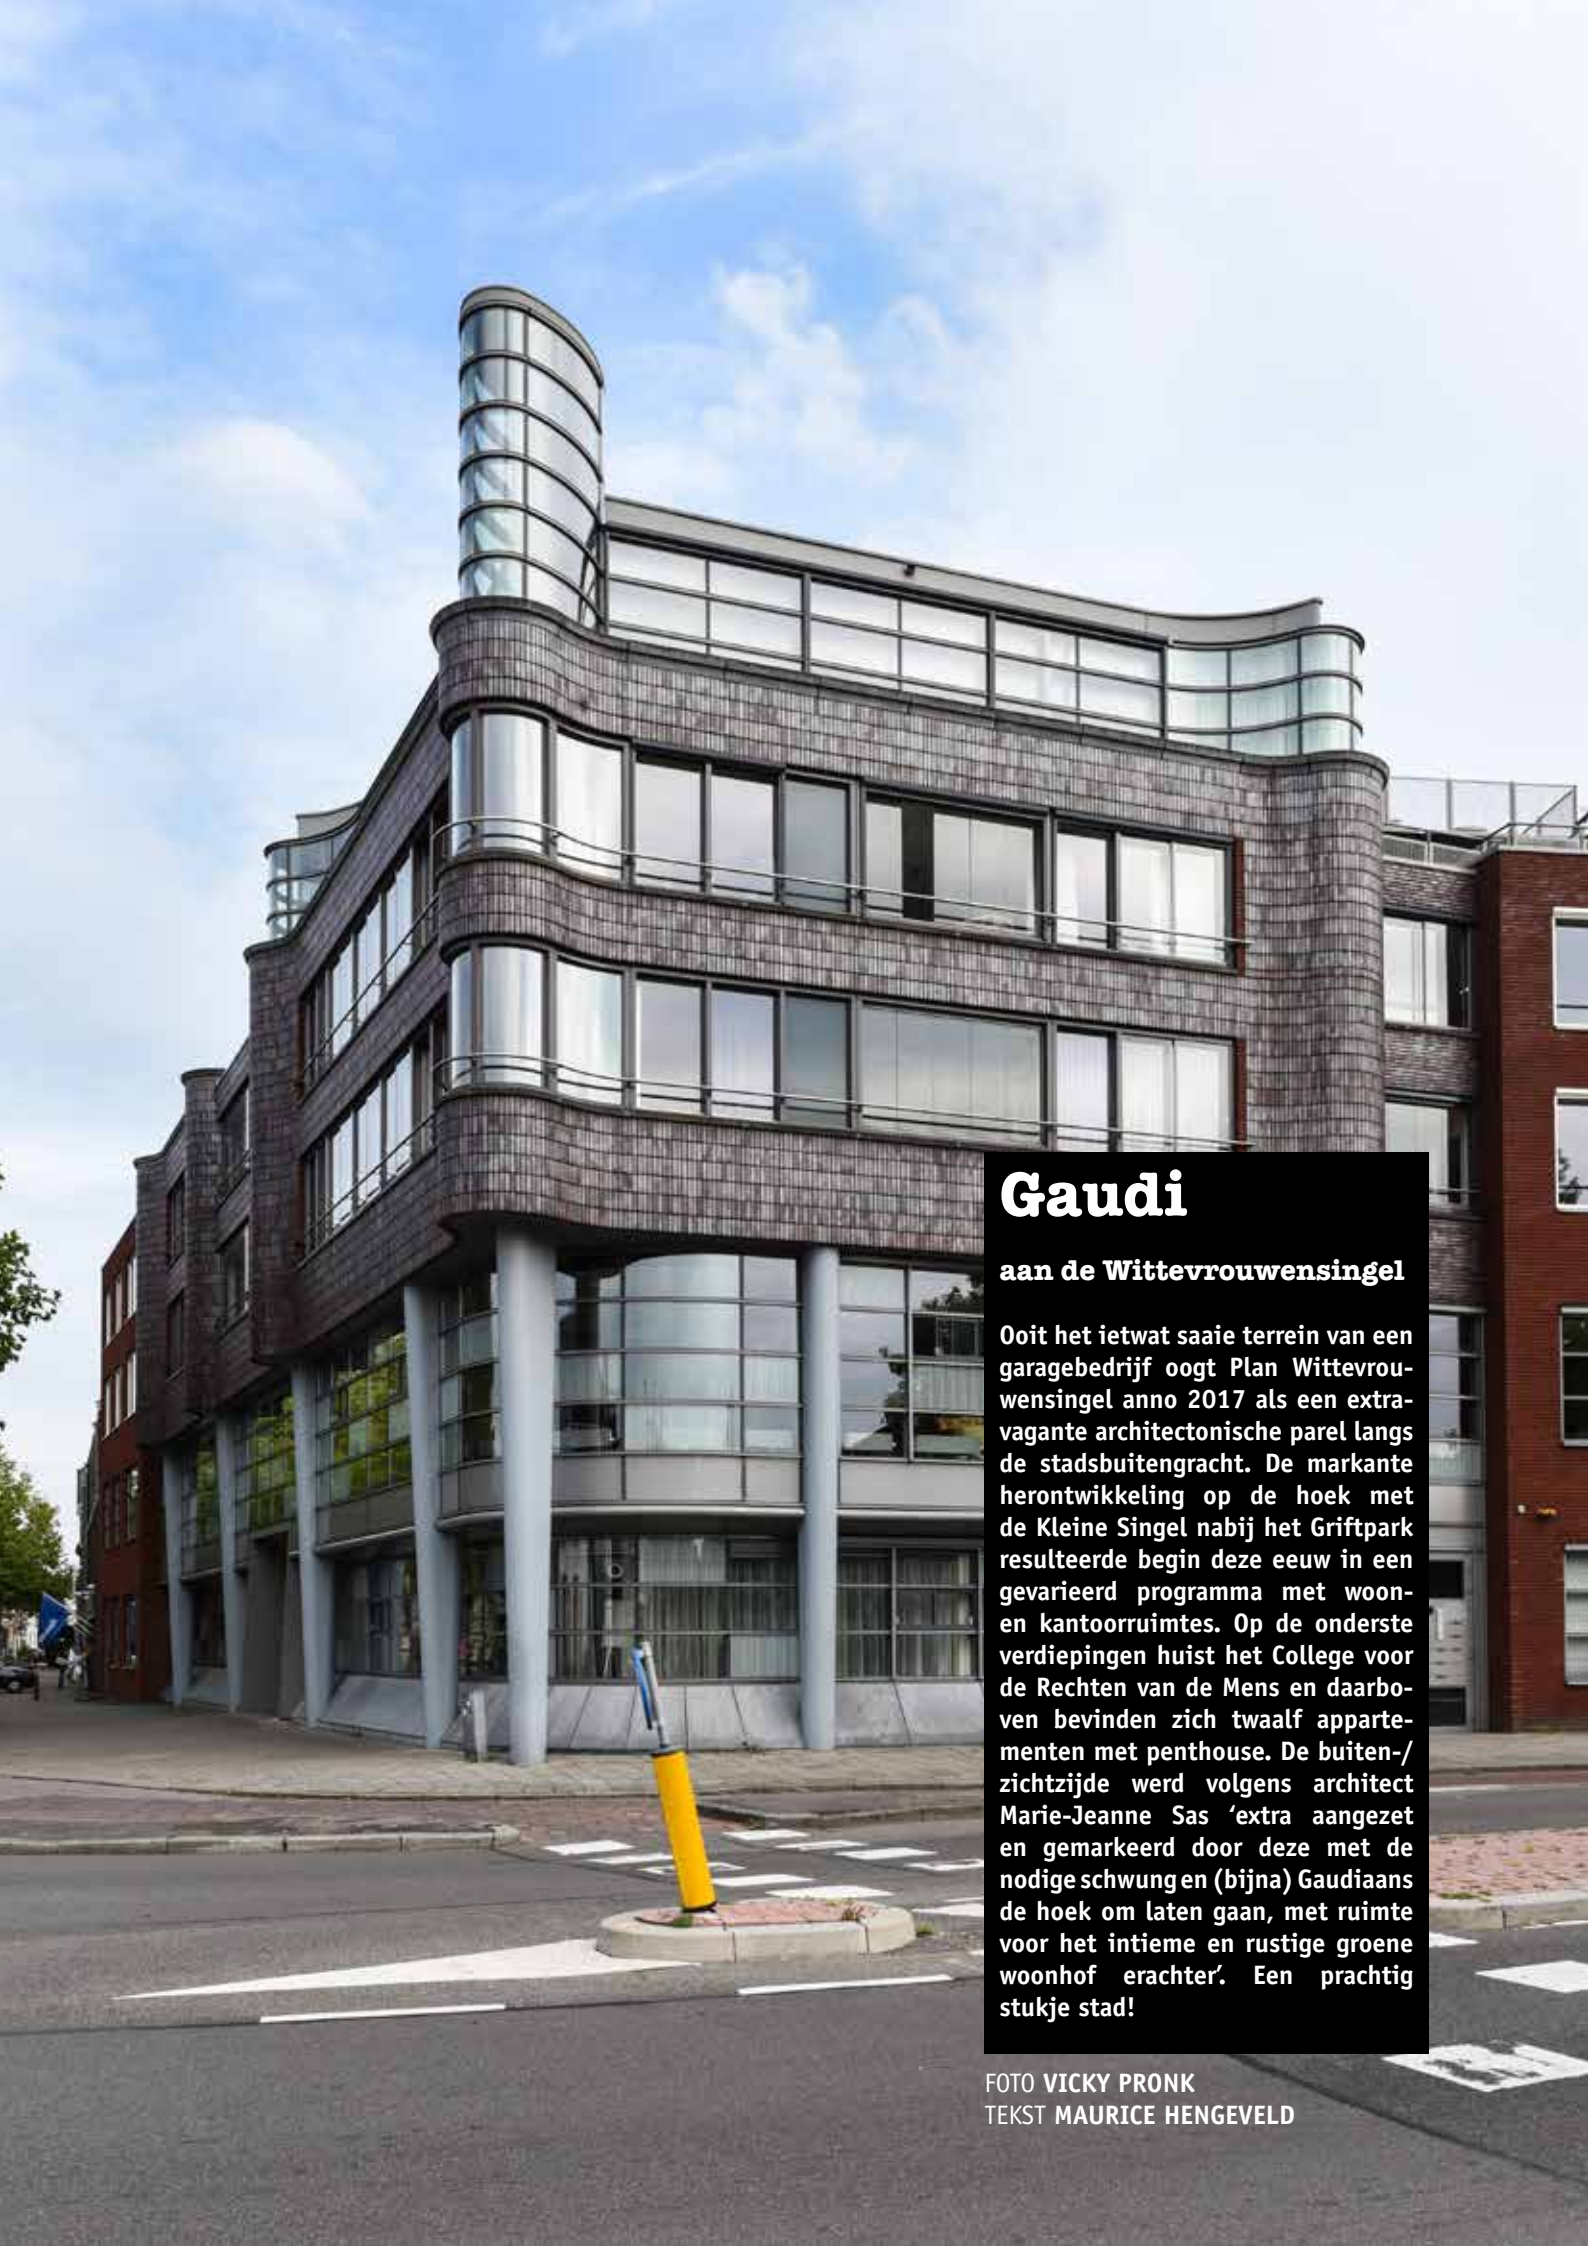 Gaudi
aan de Wittevrouwensingel
Ooit het ietwat saaie terrein van een
garagebedrijf oogt Plan Wittevrou-
wensingel anno 2017 als een extra-
vagante architectonische parel langs
de stadsbuitengracht. De markante
herontwikkeling op de hoek met
de Kleine Singel nabij het Griftpark
resulteerde begin deze eeuw in een
gevarieerd programma met woon-
en kantoorruimtes. Op de onderste
verdiepingen huist het College voor
de Rechten van de Mens en daarbo-
ven bevinden zich twaalf apparte-
menten met penthouse. De buiten-/
zichtzijde werd volgens architect
Marie-Jeanne Sas ‘extra aangezet
en gemarkeerd door deze met de
nodige schwung en (bijna) Gaudiaans
de hoek om laten gaan, met ruimte
voor het intieme en rustige groene
woonhof erachter’. Een prachtig
stukje stad!
FOTO VICKY PRONK
TEKST MAURICE HENGEVELD